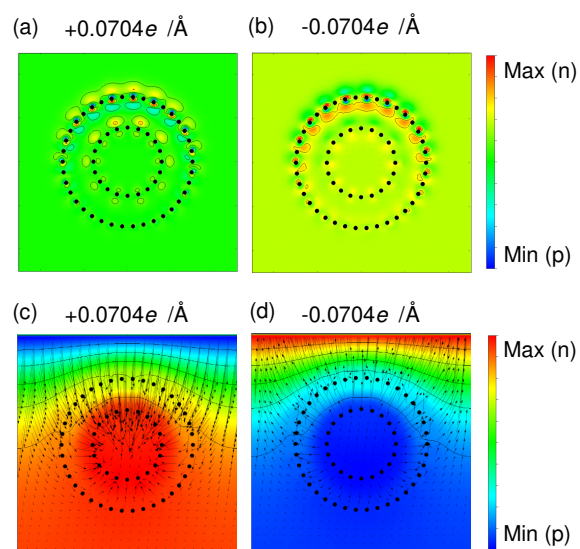 (a) +0.0704e /Å
(b) -0.0704e /Å
Max (n)
Min (p)
(c) +0.0704e /Å
(d) -0.0704e /Å
Max (n)
Min (p)